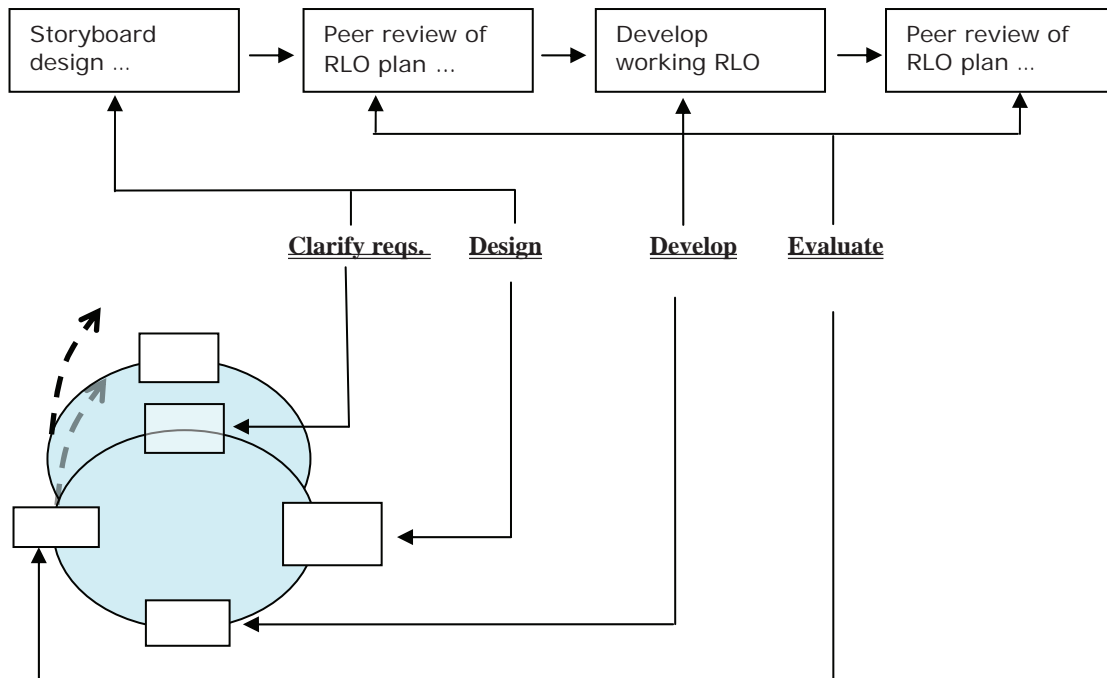 Storyboard
design ...
Peer review of
RLO plan ...
Develop
working RLO
Peer review of
RLO plan ...
Clarify reqs.
Design
Develop
Evaluate